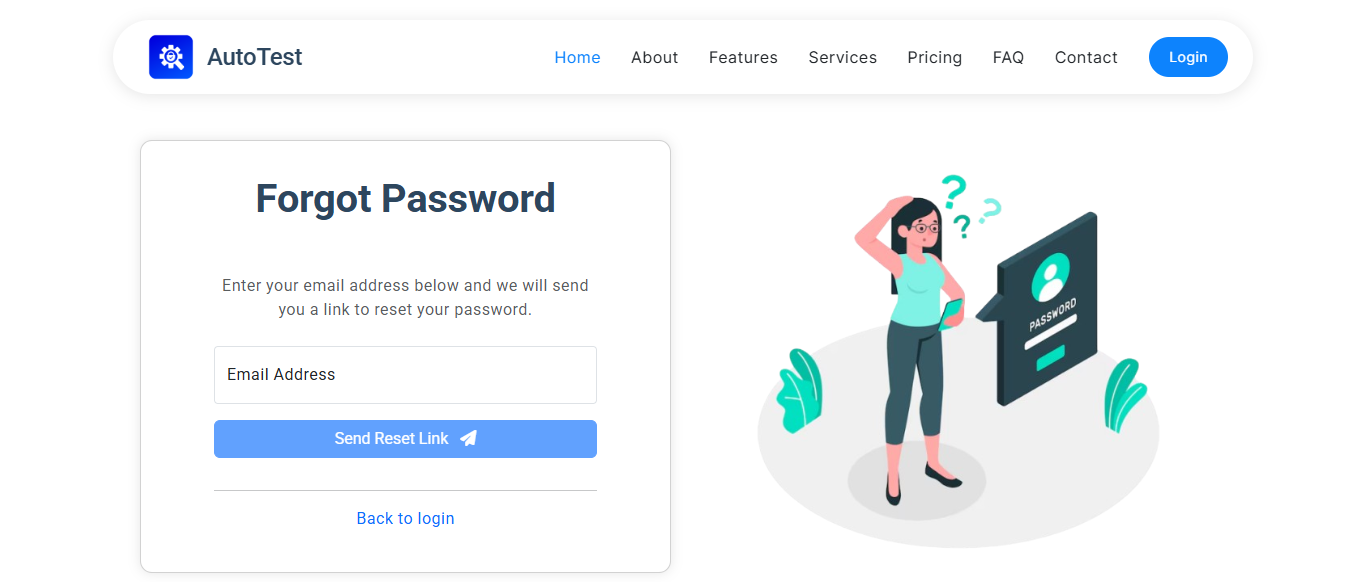 AutoTest
Home About Features Services Pricing FAQ Contact Login
Forgot Password
Enter your email address below and we will send
you a link to reset your password.
Email Address
Send Reset Link
Back to login
? ? ?
PASSWORD